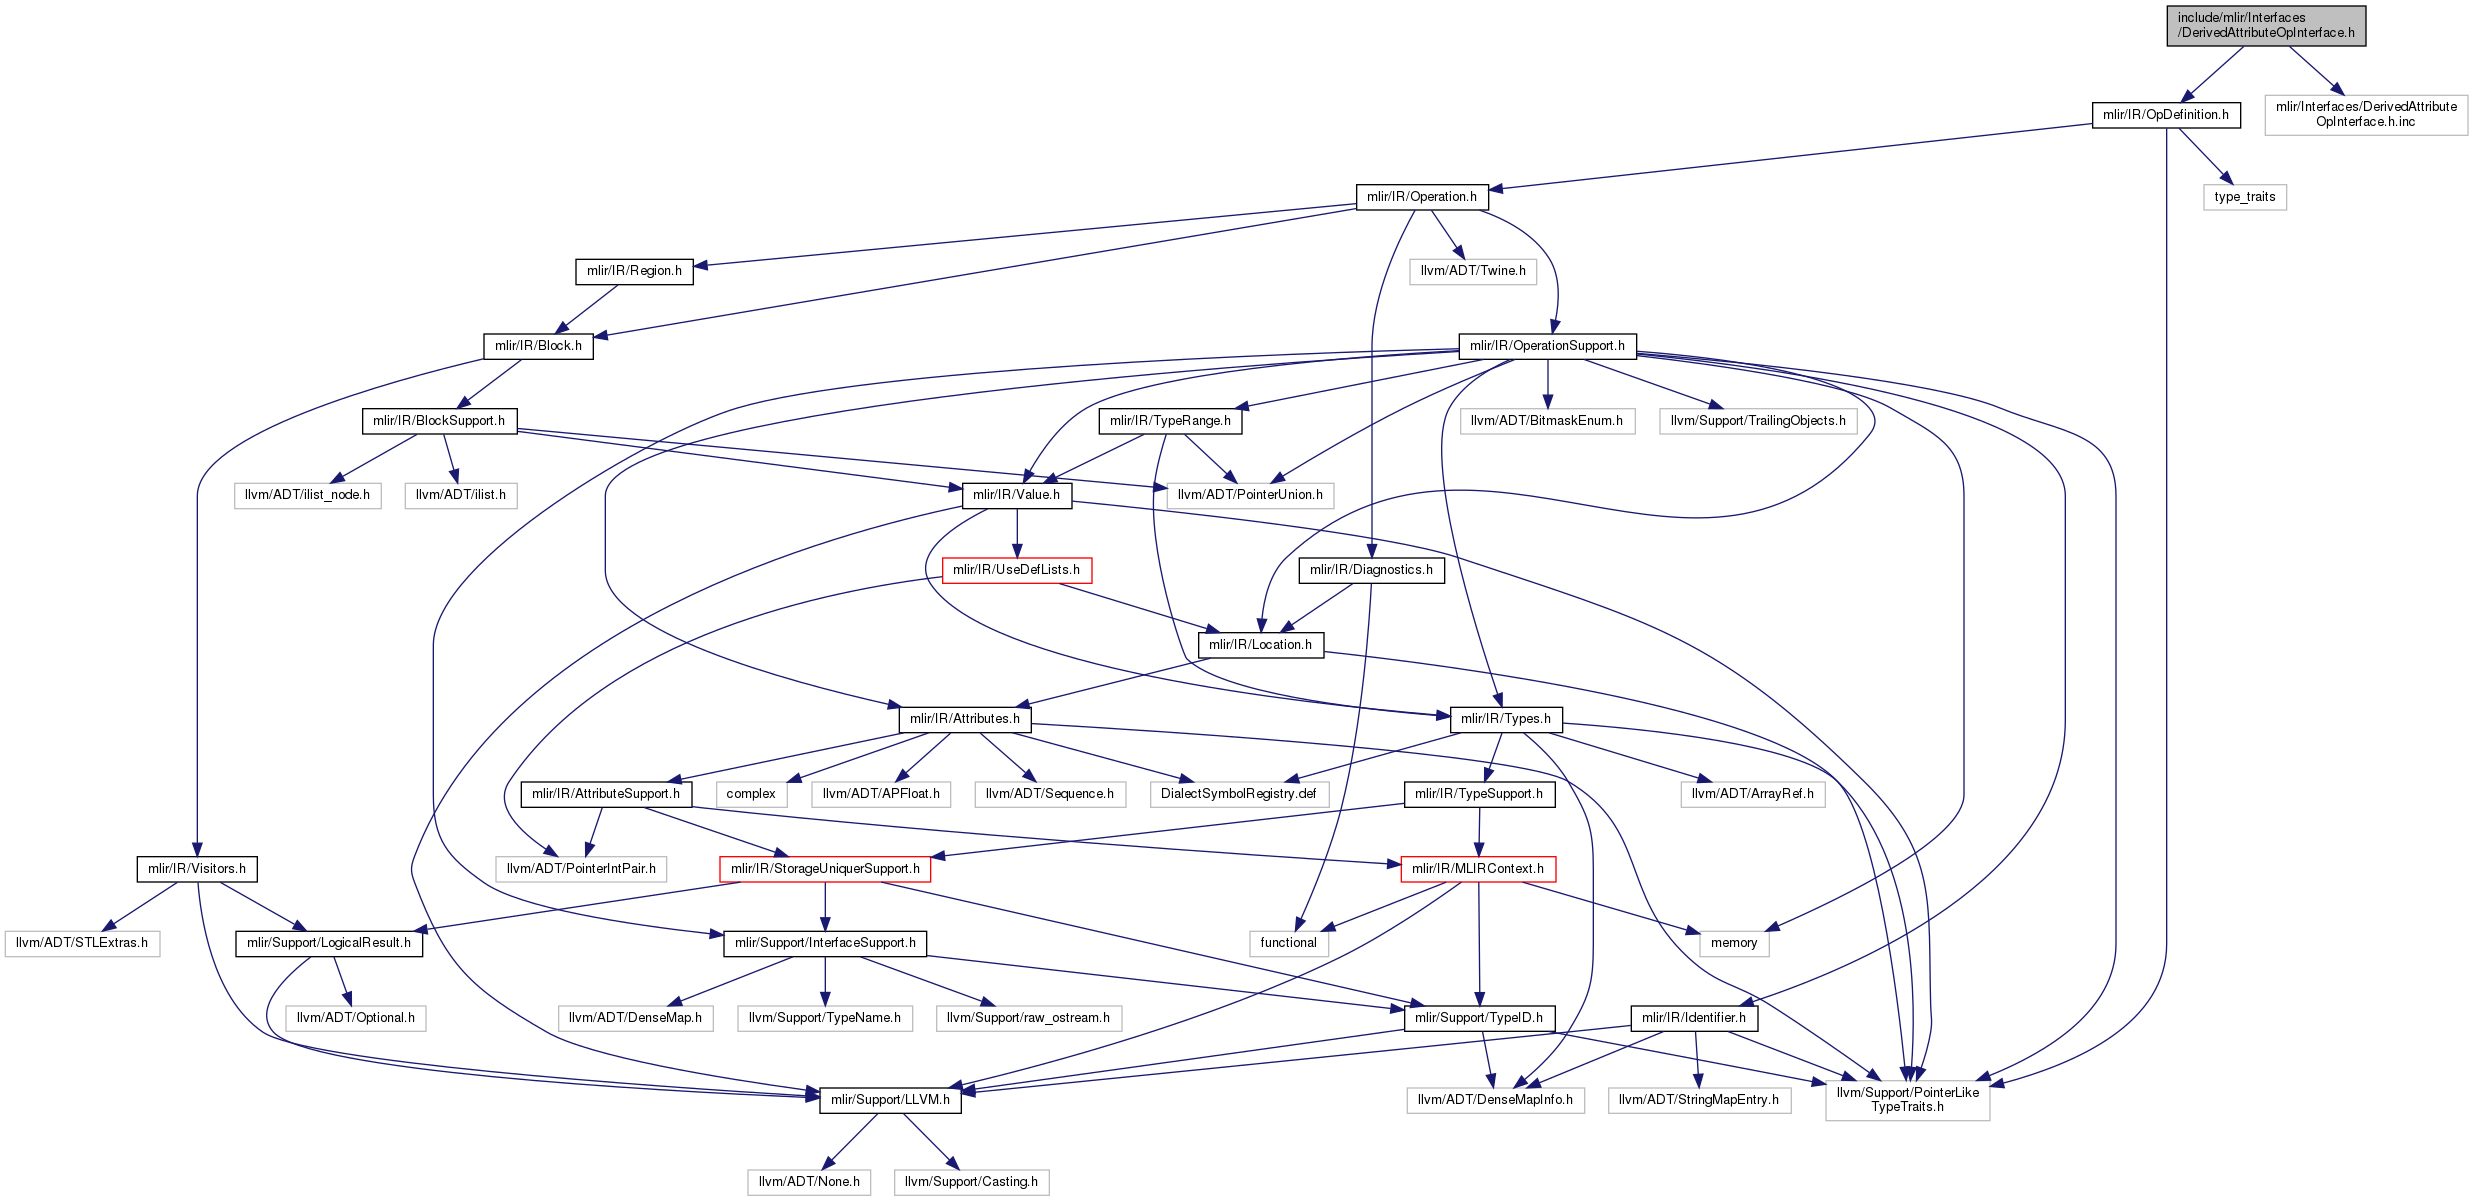 include/mlir/Interfaces
/DerivedAttributeOpInterface.h
mlir/IR/OpDefinition.h
mlir/Interfaces/DerivedAttribute
OpInterface.h.inc
mlir/IR/Operation.h
type_traits
mlir/IR/Region.h
llvm/ADT/Twine.h
mlir/IR/Block.h
mlir/IR/OperationSupport.h
mlir/IR/BlockSupport.h
mlir/IR/TypeRange.h
llvm/ADT/BitmaskEnum.h
llvm/Support/TrailingObjects.h
llvm/ADT/ilist_node.h
llvm/ADT/ilist.h
mlir/IR/Value.h
llvm/ADT/PointerUnion.h
mlir/IR/UseDefLists.h
mlir/IR/Diagnostics.h
mlir/IR/Location.h
mlir/IR/Attributes.h
mlir/IR/Types.h
mlir/IR/AttributeSupport.h
complex
llvm/ADT/APFloat.h
llvm/ADT/Sequence.h
DialectSymbolRegistry.def
mlir/IR/TypeSupport.h
llvm/ADT/ArrayRef.h
mlir/IR/Visitors.h
llvm/ADT/PointerIntPair.h
mlir/IR/StorageUniquerSupport.h
mlir/IR/MLIRContext.h
llvm/ADT/STLExtras.h
mlir/Support/LogicalResult.h
mlir/Support/InterfaceSupport.h
functional
memory
llvm/ADT/Optional.h
llvm/ADT/DenseMap.h
llvm/Support/TypeName.h
llvm/Support/raw_ostream.h
mlir/Support/TypeID.h
mlir/IR/Identifier.h
mlir/Support/LLVM.h
llvm/ADT/DenseMapInfo.h
llvm/ADT/StringMapEntry.h
llvm/Support/PointerLike
TypeTraits.h
llvm/ADT/None.h
llvm/Support/Casting.h